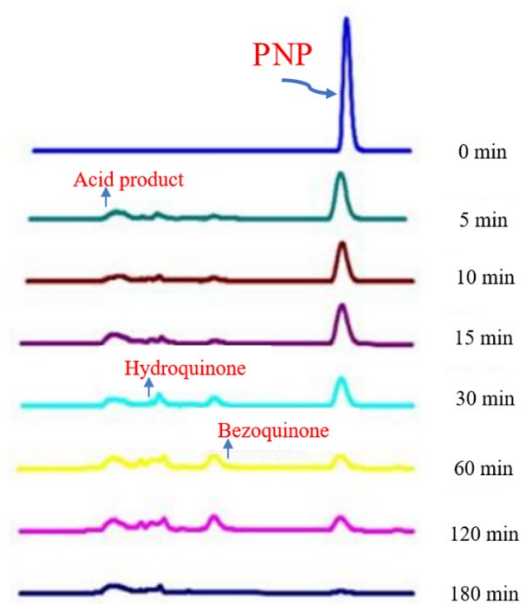 PNP
0 min
Acid product
5 min
10 min
15 min
Hydroquinone
30 min
Bezoquinone
60 min
120 min
180 min